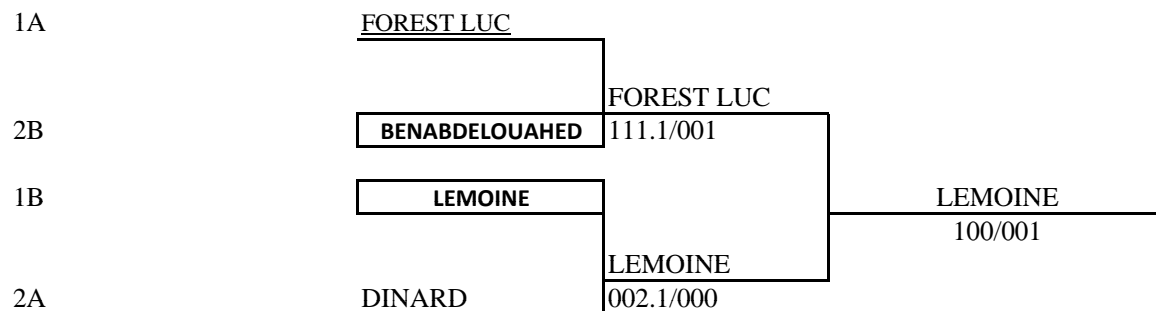 1A FOREST LUC
FOREST LUC
2B BENABDELOUAHED 111.1/001
1B LEMOINE LEMOINE
100/001
LEMOINE
2A DINARD 002.1/000